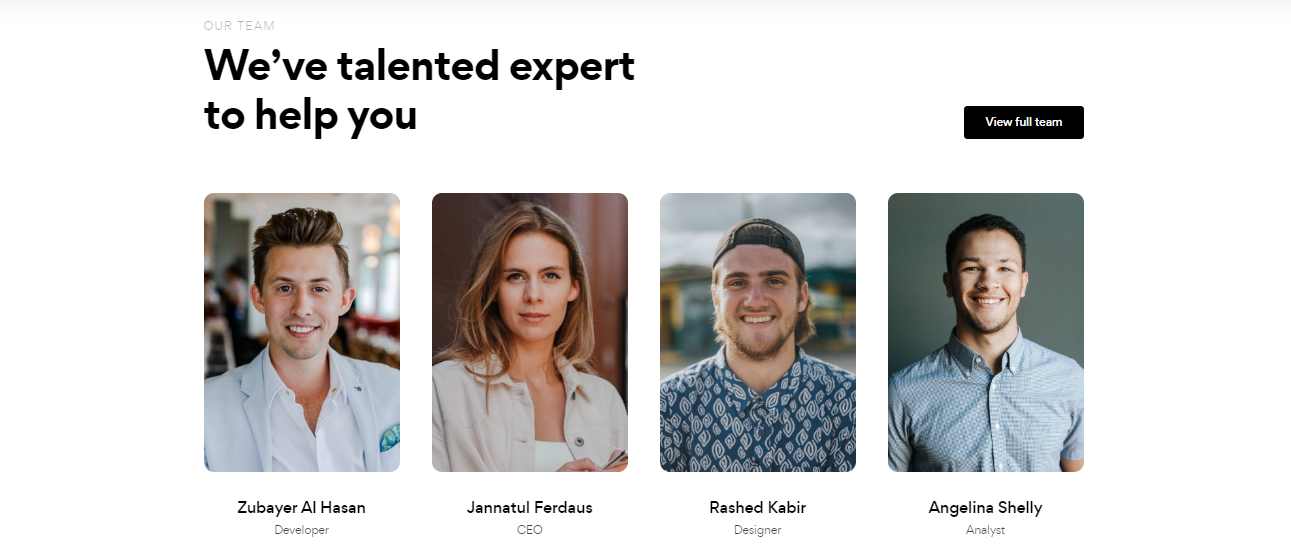 OUR TEAM
We’ve talented expert
to help you
View full team
Zubayer Al Hasan
Developer
Jannatul Ferdaus
CEO
Rashed Kabir
Designer
Angelina Shelly
Analyst